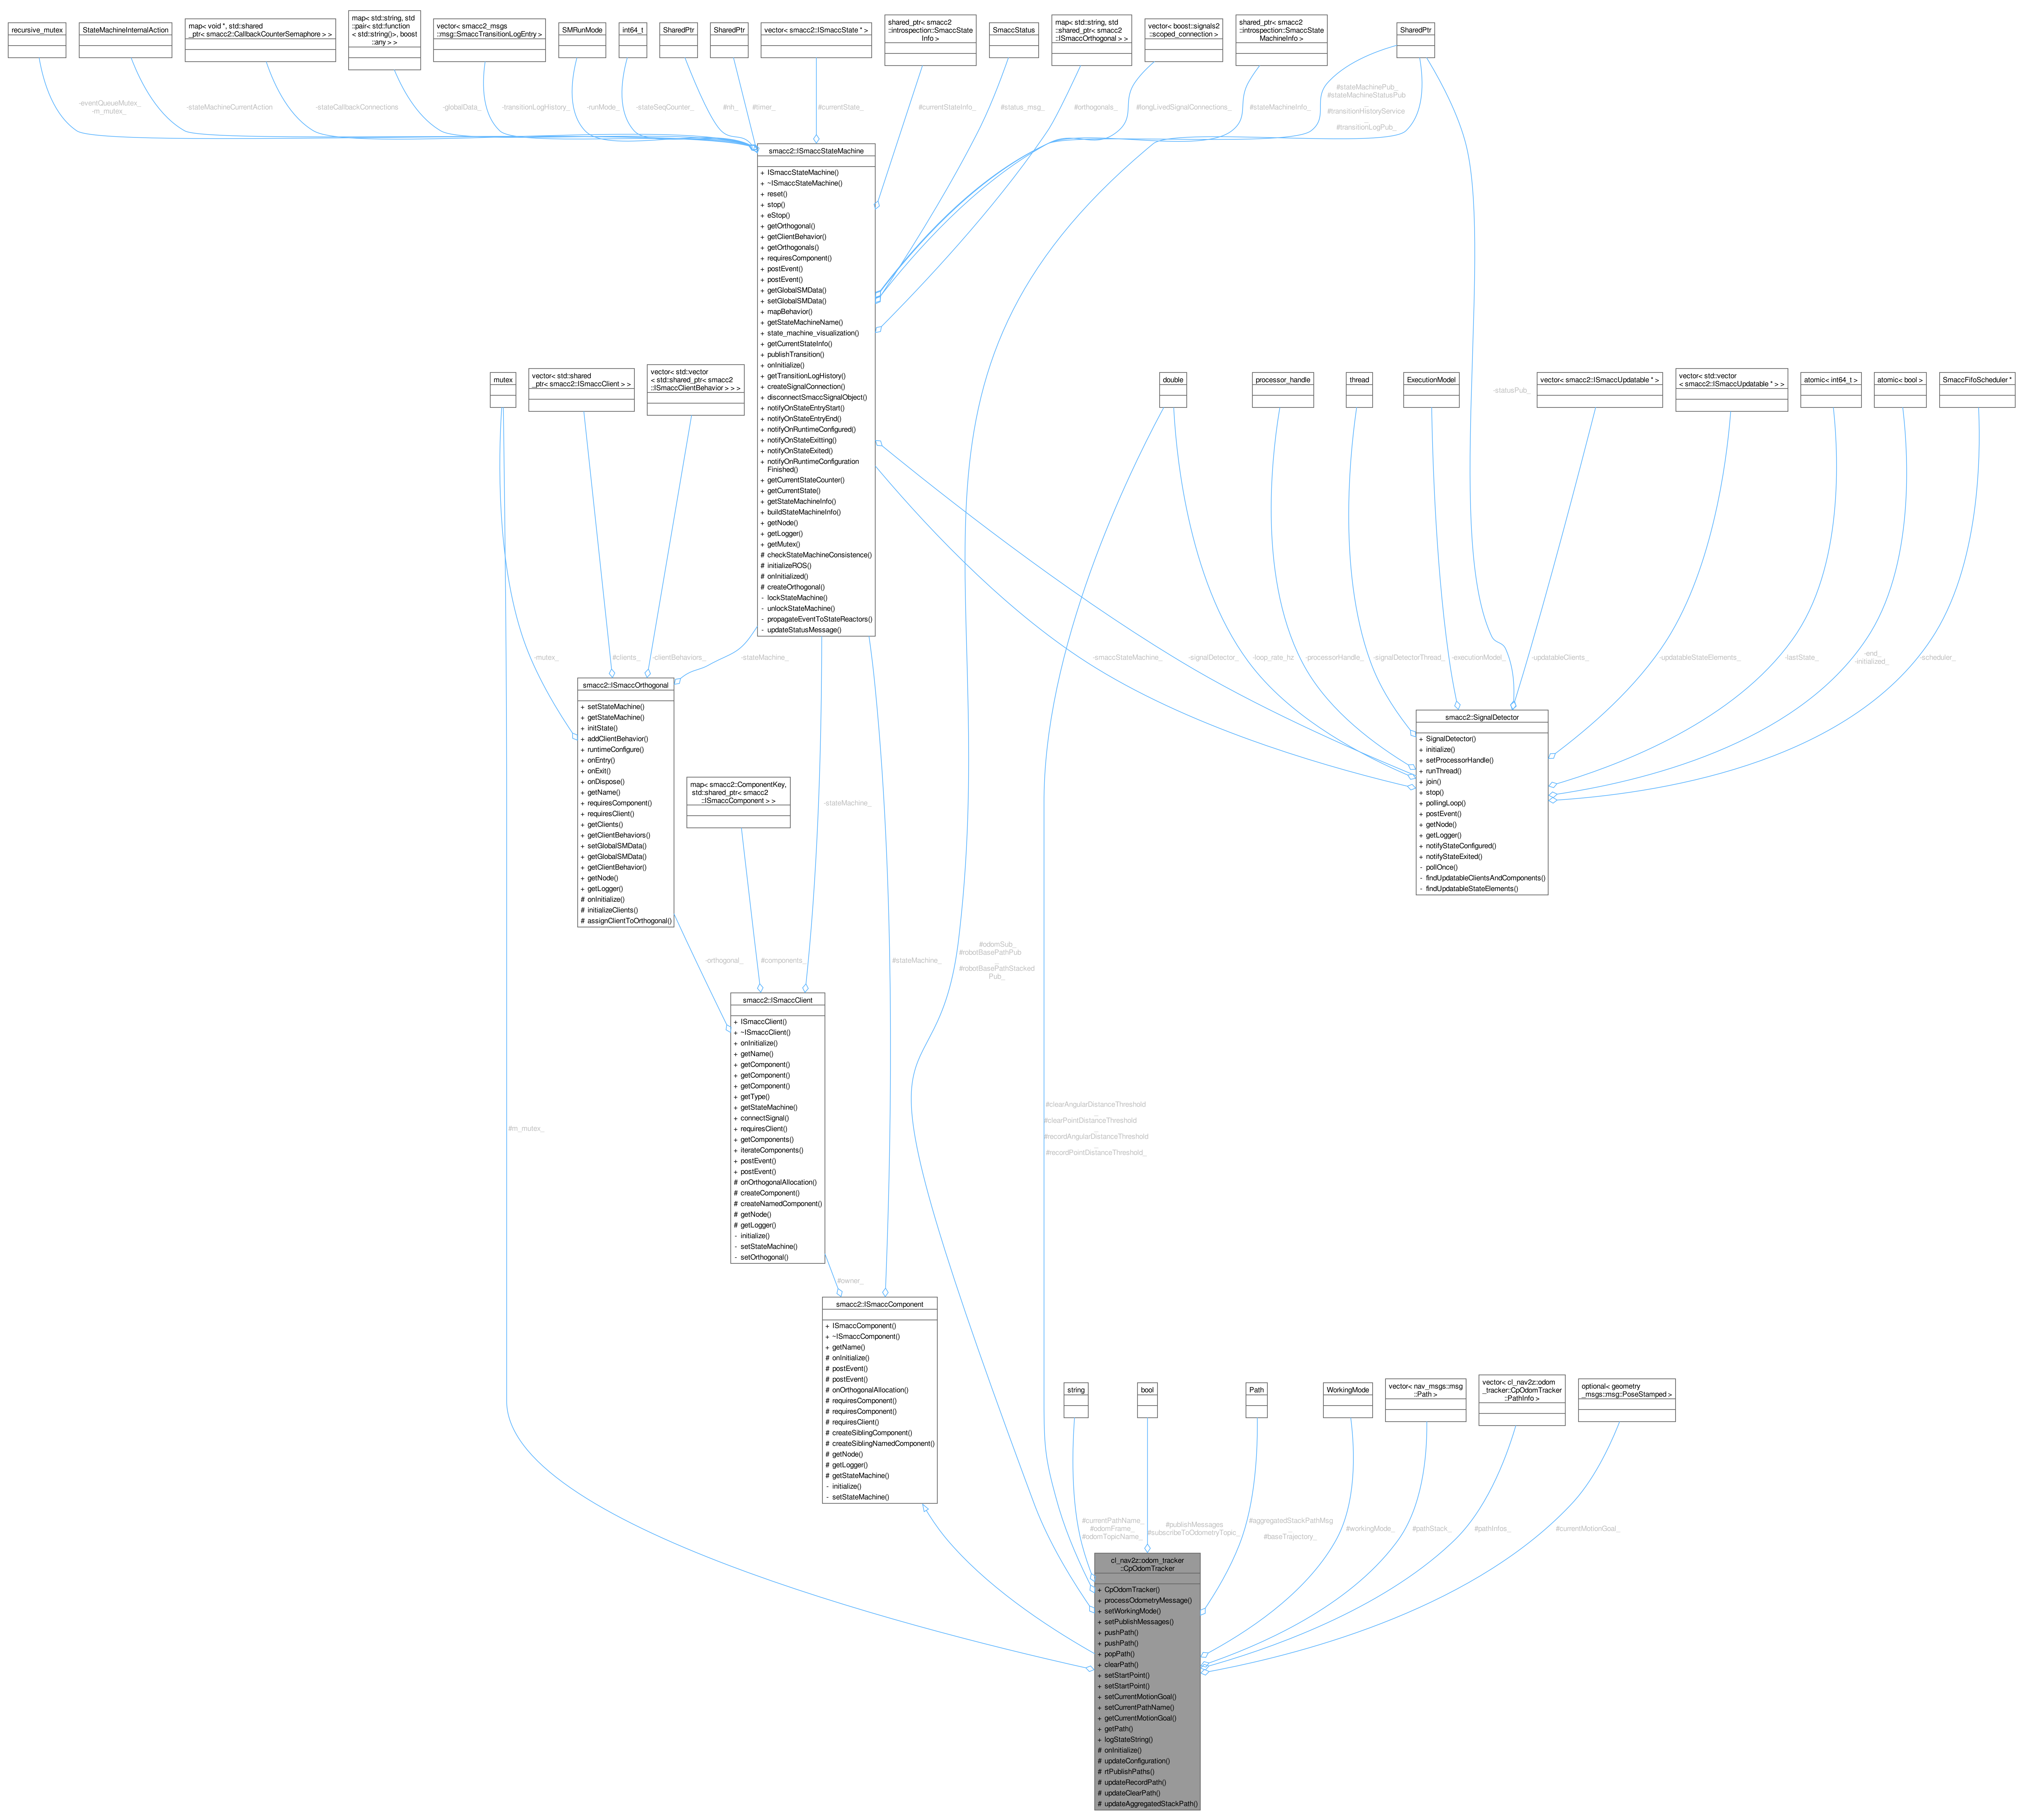 recursive_mutex
StateMachineInternalAction
map< void *, std::shared
_ptr< smacc2::CallbackCounterSemaphore > >
map< std::string, std
::pair< std::function
< std::string()>, boost
::any > >
vector< smacc2_msgs
::msg::SmaccTransitionLogEntry >
SMRunMode
int64_t
SharedPtr
SharedPtr
vector< smacc2::ISmaccState * >
shared_ptr< smacc2
::introspection::SmaccState
Info >
SmaccStatus
map< std::string, std
::shared_ptr< smacc2
::ISmaccOrthogonal > >
vector< boost::signals2
::scoped_connection >
shared_ptr< smacc2
::introspection::SmaccState
MachineInfo >
SharedPtr
-eventQueueMutex_
-m_mutex_
-stateMachineCurrentAction
-stateCallbackConnections
-globalData_
-transitionLogHistory_
-runMode_
-stateSeqCounter_
#nh_
#timer_
#currentState_
#currentStateInfo_
#status_msg_
#orthogonals_
#longLivedSignalConnections_
#stateMachineInfo_
#stateMachinePub_
#stateMachineStatusPub
_
#transitionHistoryService
_
#transitionLogPub_
smacc2::ISmaccStateMachine
+ ISmaccStateMachine()
+ ~ISmaccStateMachine()
+ reset()
+ stop()
+ eStop()
+ getOrthogonal()
+ getClientBehavior()
+ getOrthogonals()
+ requiresComponent()
+ postEvent()
+ postEvent()
+ getGlobalSMData()
+ setGlobalSMData()
+ mapBehavior()
+ getStateMachineName()
+ state_machine_visualization()
+ getCurrentStateInfo()
+ publishTransition()
+ onInitialize()
+ getTransitionLogHistory()
+ createSignalConnection()
+ disconnectSmaccSignalObject()
+ notifyOnStateEntryStart()
+ notifyOnStateEntryEnd()
+ notifyOnRuntimeConfigured()
+ notifyOnStateExitting()
+ notifyOnStateExited()
+ notifyOnRuntimeConfiguration
Finished()
+ getCurrentStateCounter()
+ getCurrentState()
+ getStateMachineInfo()
+ buildStateMachineInfo()
+ getNode()
+ getLogger()
+ getMutex()
# checkStateMachineConsistence()
# initializeROS()
# onInitialized()
# createOrthogonal()
- lockStateMachine()
- unlockStateMachine()
- propagateEventToStateReactors()
- updateStatusMessage()
mutex
vector< std::shared
_ptr< smacc2::ISmaccClient > >
vector< std::vector
< std::shared_ptr< smacc2
::ISmaccClientBehavior > > >
double
processor_handle
thread
ExecutionModel
-statusPub_
vector< smacc2::ISmaccUpdatable * >
vector< std::vector
< smacc2::ISmaccUpdatable * > >
atomic< int64_t >
atomic< bool >
SmaccFifoScheduler *
-mutex_
#clients_
-clientBehaviors_
-stateMachine_
-smaccStateMachine_
-signalDetector_
-loop_rate_hz
-processorHandle_
-signalDetectorThread_
-executionModel_
-updatableClients_
-updatableStateElements_
-lastState_
-end_
-initialized_
-scheduler_
smacc2::ISmaccOrthogonal
+ setStateMachine()
+ getStateMachine()
+ initState()
+ addClientBehavior()
+ runtimeConfigure()
+ onEntry()
+ onExit()
+ onDispose()
+ getName()
+ requiresComponent()
+ requiresClient()
+ getClients()
+ getClientBehaviors()
+ setGlobalSMData()
+ getGlobalSMData()
+ getClientBehavior()
+ getNode()
+ getLogger()
# onInitialize()
# initializeClients()
# assignClientToOrthogonal()
smacc2::SignalDetector
+ SignalDetector()
+ initialize()
+ setProcessorHandle()
+ runThread()
+ join()
+ stop()
+ pollingLoop()
+ postEvent()
+ getNode()
+ getLogger()
+ notifyStateConfigured()
+ notifyStateExited()
- pollOnce()
- findUpdatableClientsAndComponents()
- findUpdatableStateElements()
map< smacc2::ComponentKey,
std::shared_ptr< smacc2
::ISmaccComponent > >
-stateMachine_
-orthogonal_
#components_
#stateMachine_
#odomSub_
#robotBasePathPub
_
#robotBasePathStacked
Pub_
smacc2::ISmaccClient
+ ISmaccClient()
+ ~ISmaccClient()
+ onInitialize()
+ getName()
+ getComponent()
+ getComponent()
+ getComponent()
+ getType()
+ getStateMachine()
+ connectSignal()
+ requiresClient()
+ getComponents()
+ iterateComponents()
+ postEvent()
+ postEvent()
# onOrthogonalAllocation()
# createComponent()
# createNamedComponent()
# getNode()
# getLogger()
- initialize()
- setStateMachine()
- setOrthogonal()
#m_mutex_
#clearAngularDistanceThreshold
_
#clearPointDistanceThreshold
_
#recordAngularDistanceThreshold
_
#recordPointDistanceThreshold_
#owner_
smacc2::ISmaccComponent
+ ISmaccComponent()
+ ~ISmaccComponent()
+ getName()
# onInitialize()
# postEvent()
# postEvent()
# onOrthogonalAllocation()
# requiresComponent()
# requiresComponent()
# requiresClient()
# createSiblingComponent()
# createSiblingNamedComponent()
# getNode()
# getLogger()
# getStateMachine()
- initialize()
- setStateMachine()
string
bool
Path
WorkingMode
vector< nav_msgs::msg
::Path >
vector< cl_nav2z::odom
_tracker::CpOdomTracker
::PathInfo >
optional< geometry
_msgs::msg::PoseStamped >
#currentPathName_
#odomFrame_
#odomTopicName_
#publishMessages
#subscribeToOdometryTopic_
#aggregatedStackPathMsg
_
#baseTrajectory_
#workingMode_
#pathStack_
#pathInfos_
#currentMotionGoal_
cl_nav2z::odom_tracker
::CpOdomTracker
+ CpOdomTracker()
+ processOdometryMessage()
+ setWorkingMode()
+ setPublishMessages()
+ pushPath()
+ pushPath()
+ popPath()
+ clearPath()
+ setStartPoint()
+ setStartPoint()
+ setCurrentMotionGoal()
+ setCurrentPathName()
+ getCurrentMotionGoal()
+ getPath()
+ logStateString()
# onInitialize()
# updateConfiguration()
# rtPublishPaths()
# updateRecordPath()
# updateClearPath()
# updateAggregatedStackPath()